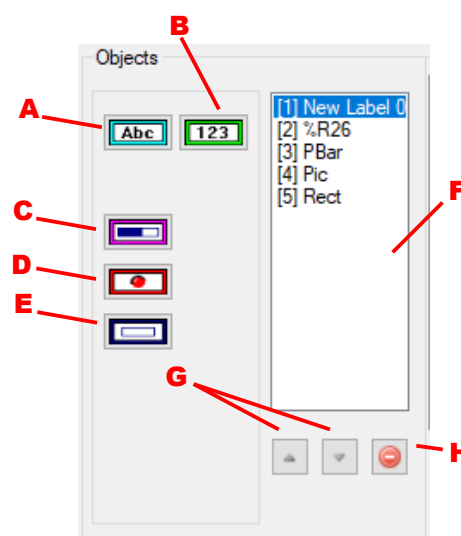 B
Objects
A
Abc
123
[1] New Label 0
[2] %R26
[3] PBar
[4] Pic
[5] Rect
F
C
D
E
G
H